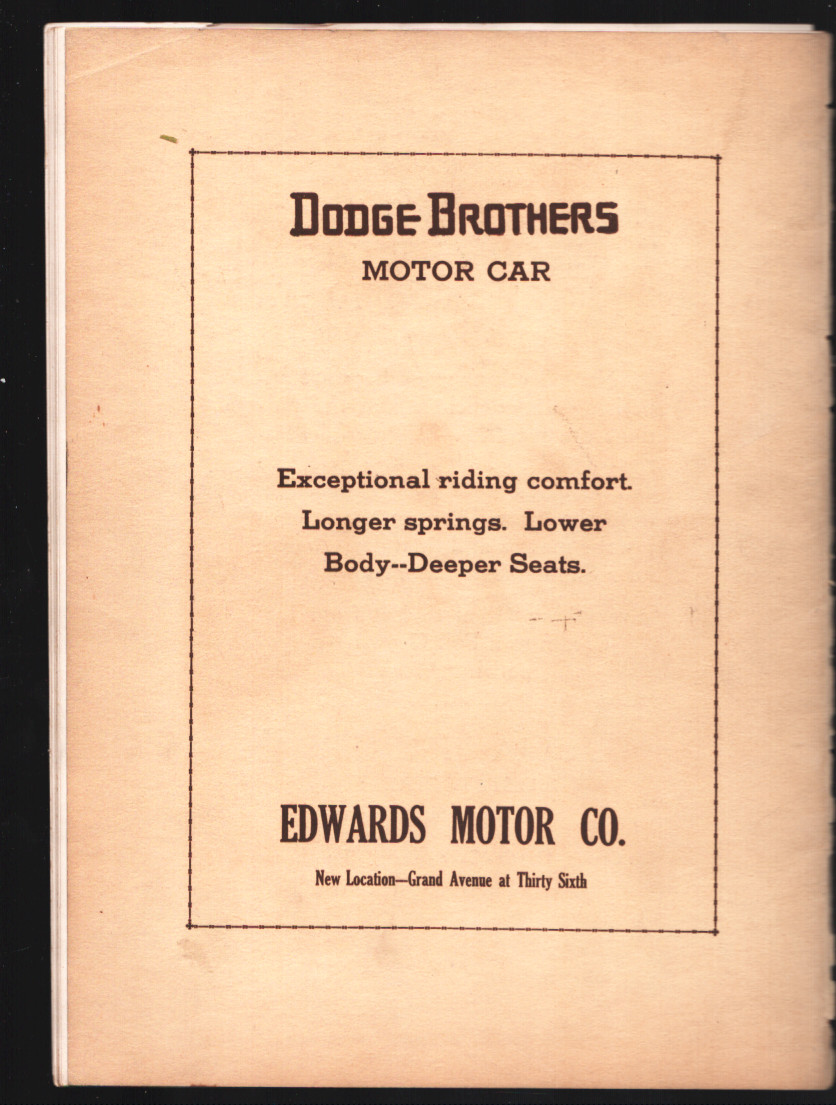 DODGE BROTHERS
MOTOR CAR
Exceptional riding comfort.
Longer springs. Lower
Body--Deeper Seats.
EDWARDS MOTOR CO.
New Location—Grand Avenue at Thirty Sixth